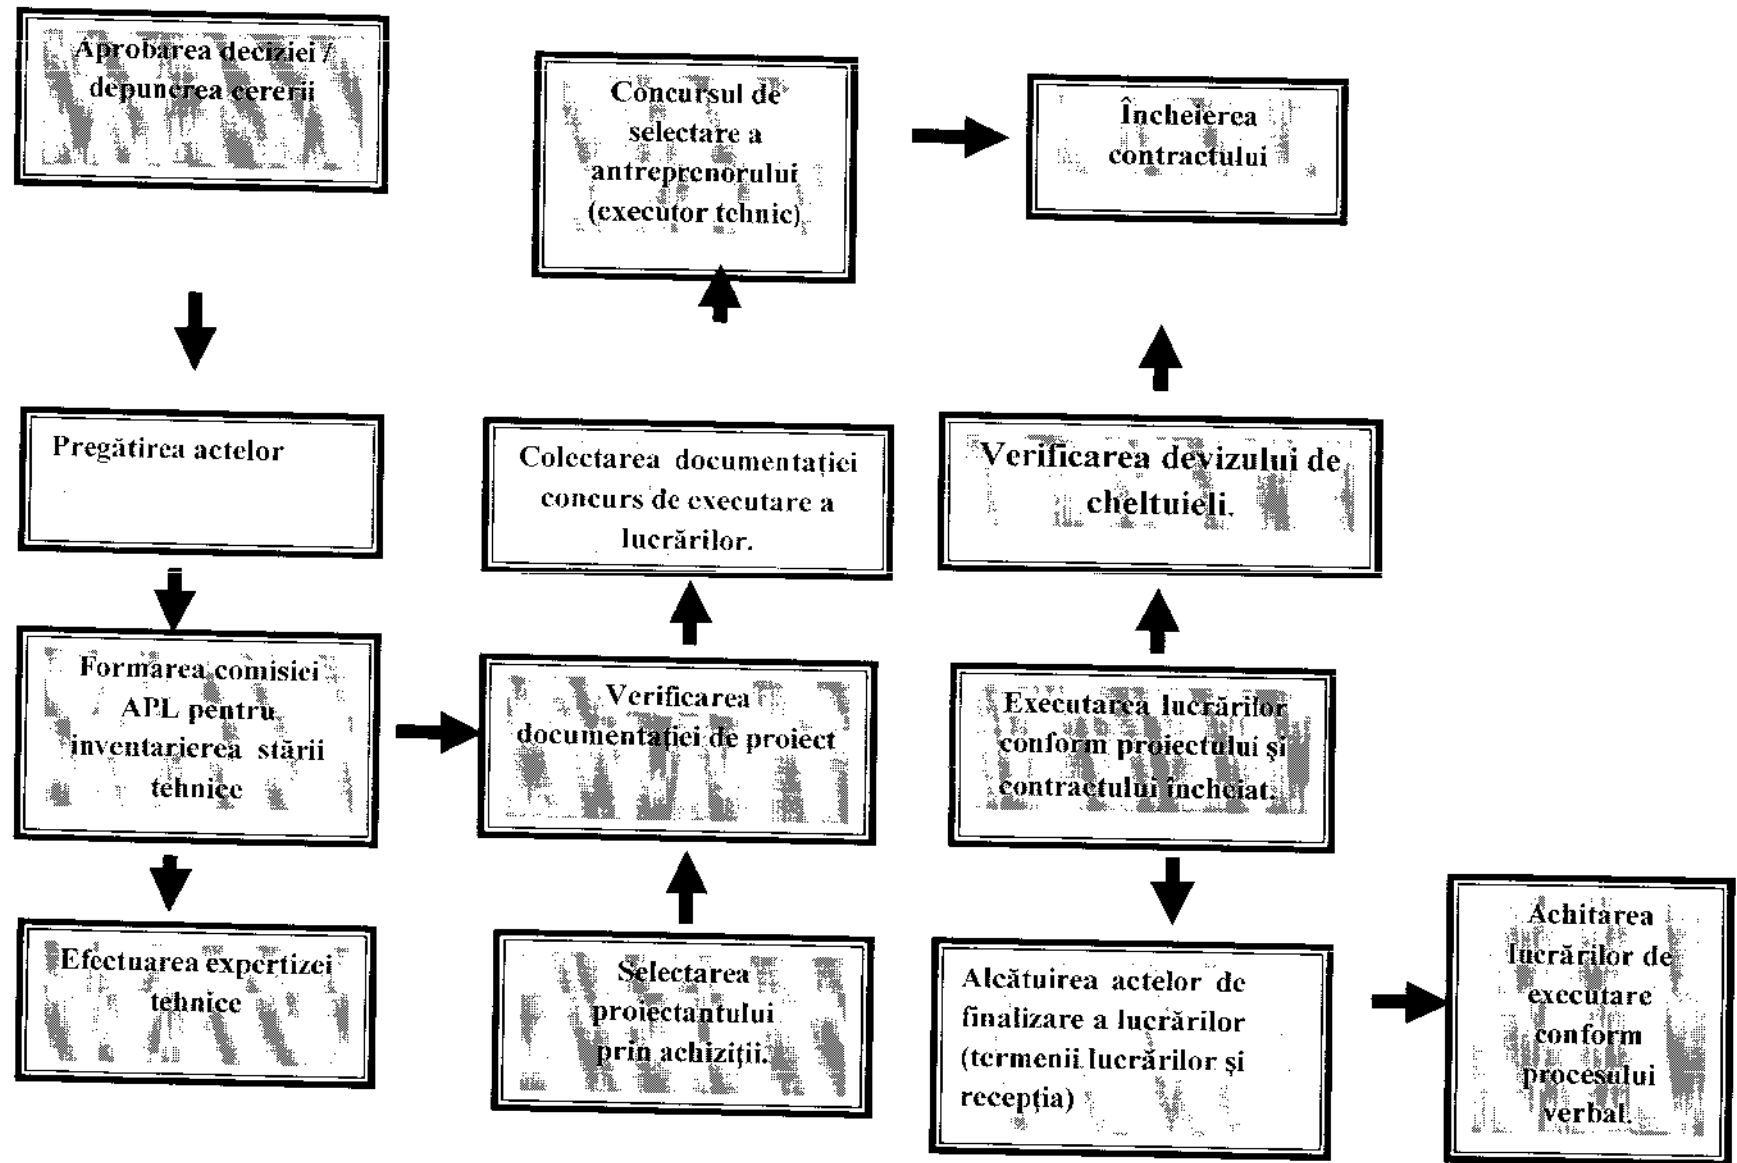 Aprobarea deciziei /
depunerea cererii
Concursul de
selectare a
antreprenorului
(executor tehnic)
Încheierea
contractului
Pregătirea actelor
Colectarea documentației
concurs de executare a
lucrărilor.
Verificarea devizului de
cheltuieli.
Formarea comisiei
APL pentru
inventarierea stării
tehnice
Verificarea
documentației de proiect
Executarea lucrărilor
conform proiectului şi
contractului încheiat.
Efectuarea expertizei
tehnice
Selectarea
proiectantului
prin achiziții.
Alcătuirea actelor de
finalizare a lucrărilor
(termenii lucrărilor şi
recepția)
Achitarea
lucrărilor de
executare
conform
procesului
verbal.